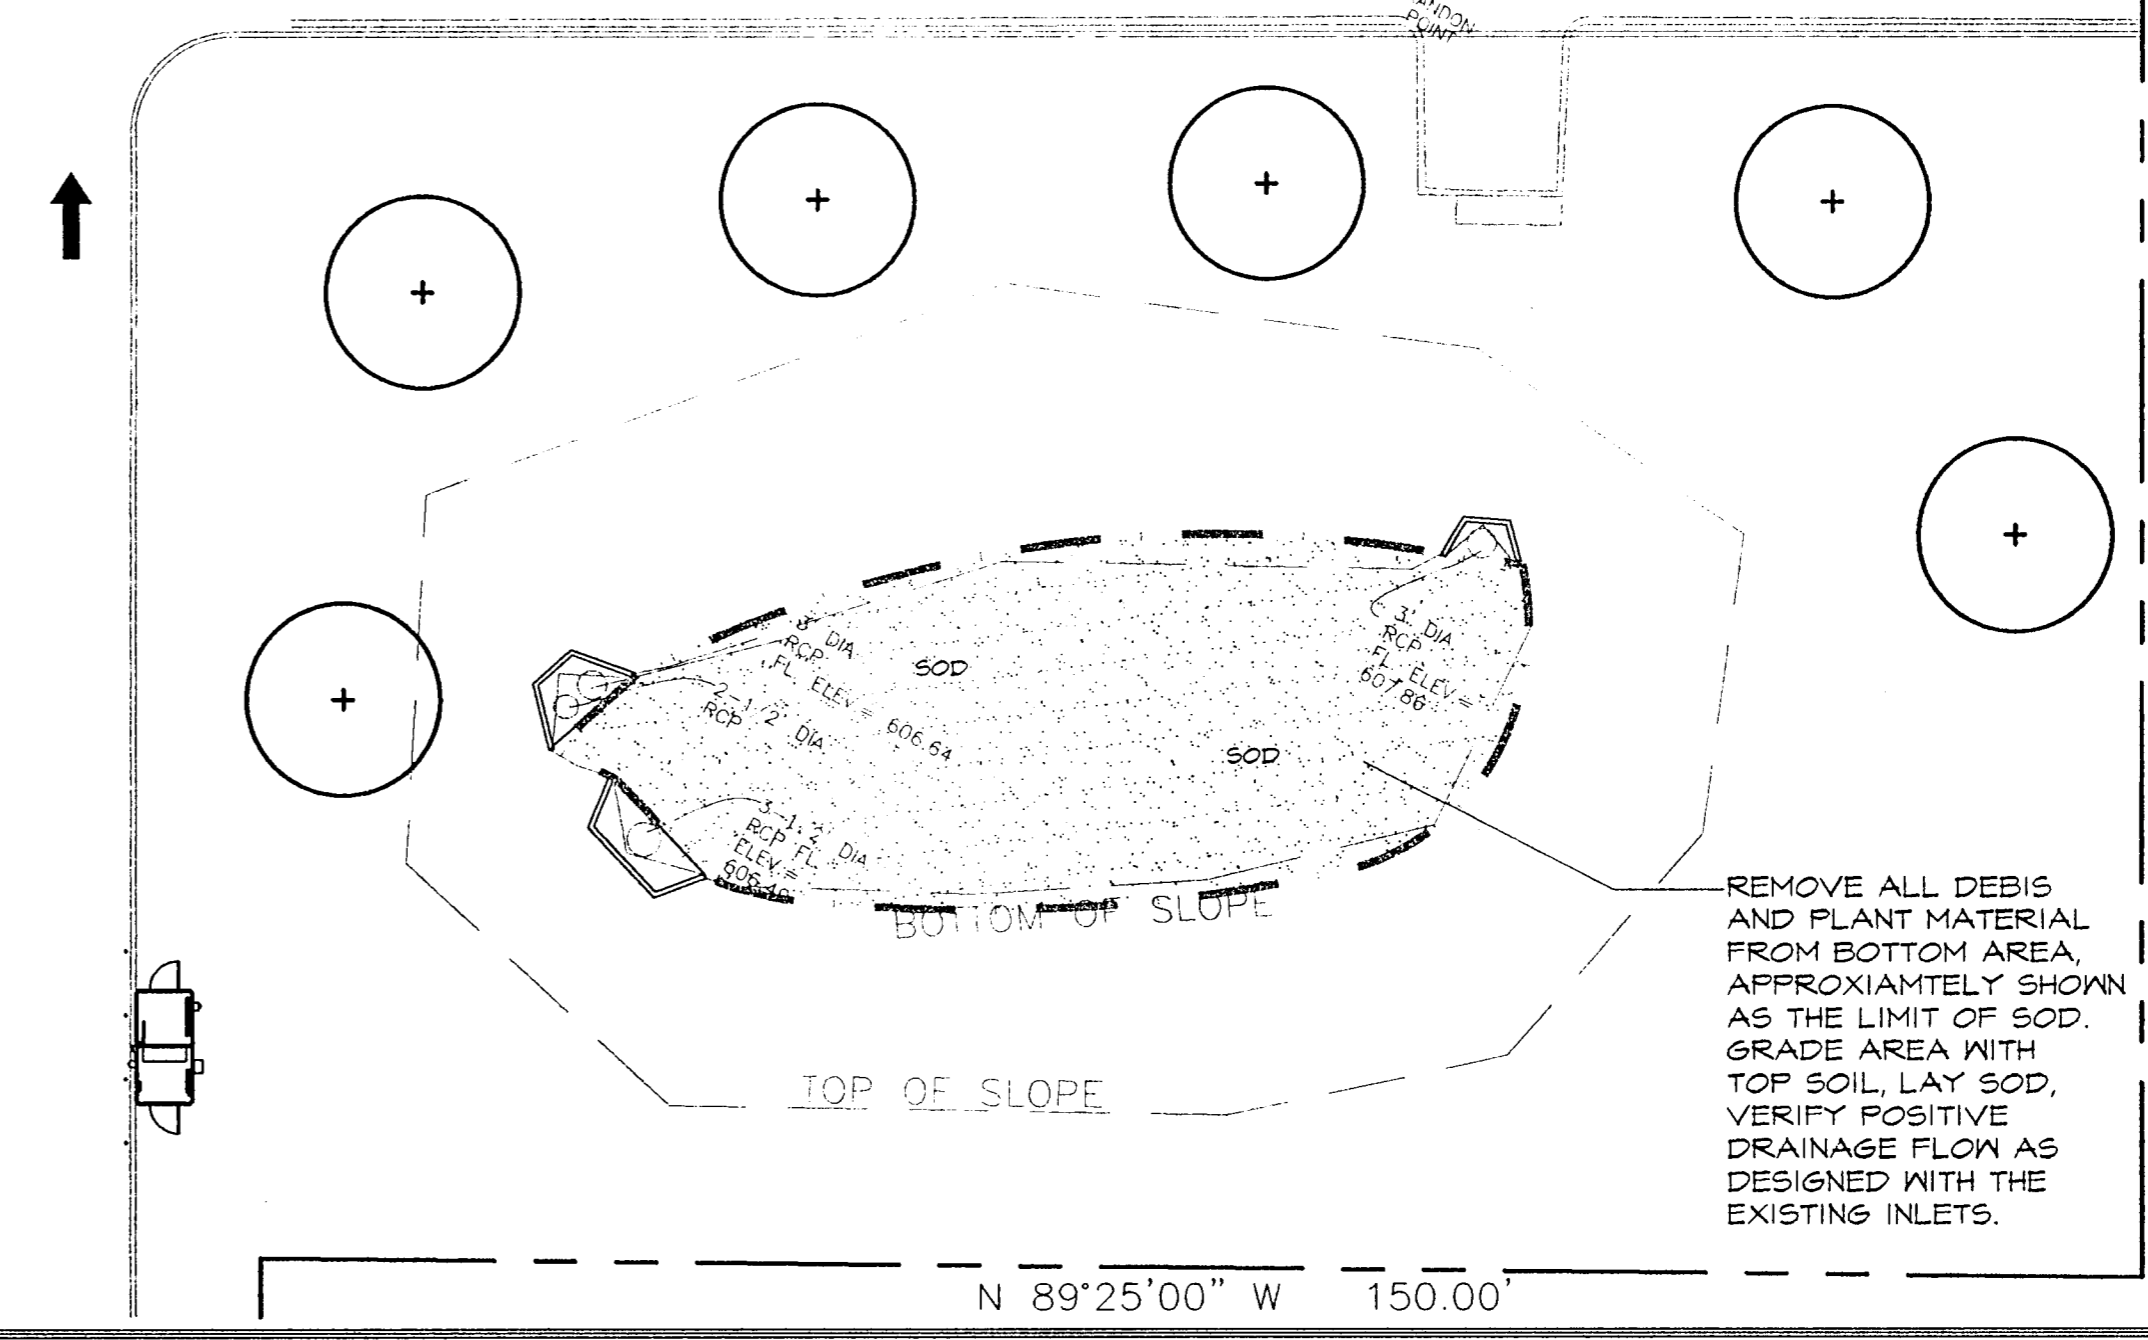 POINT
3' DIA
RCP
FL. ELEV = 606.64
2-1/2' DIA
RCP
SOD
3' DIA
RCP
FL. ELEV =
607.86
SOD
3-1/2' DIA
RCP FL.
ELEV =
BOTTOM OF SLOPE
TOP OF SLOPE
REMOVE ALL DEBIS
AND PLANT MATERIAL
FROM BOTTOM AREA,
APPROXIAMTELY SHOWN
AS THE LIMIT OF SOD.
GRADE AREA WITH
TOP SOIL, LAY SOD,
VERIFY POSITIVE
DRAINAGE FLOW AS
DESIGNED WITH THE
EXISTING INLETS.
N 89°25'00" W 150.00'